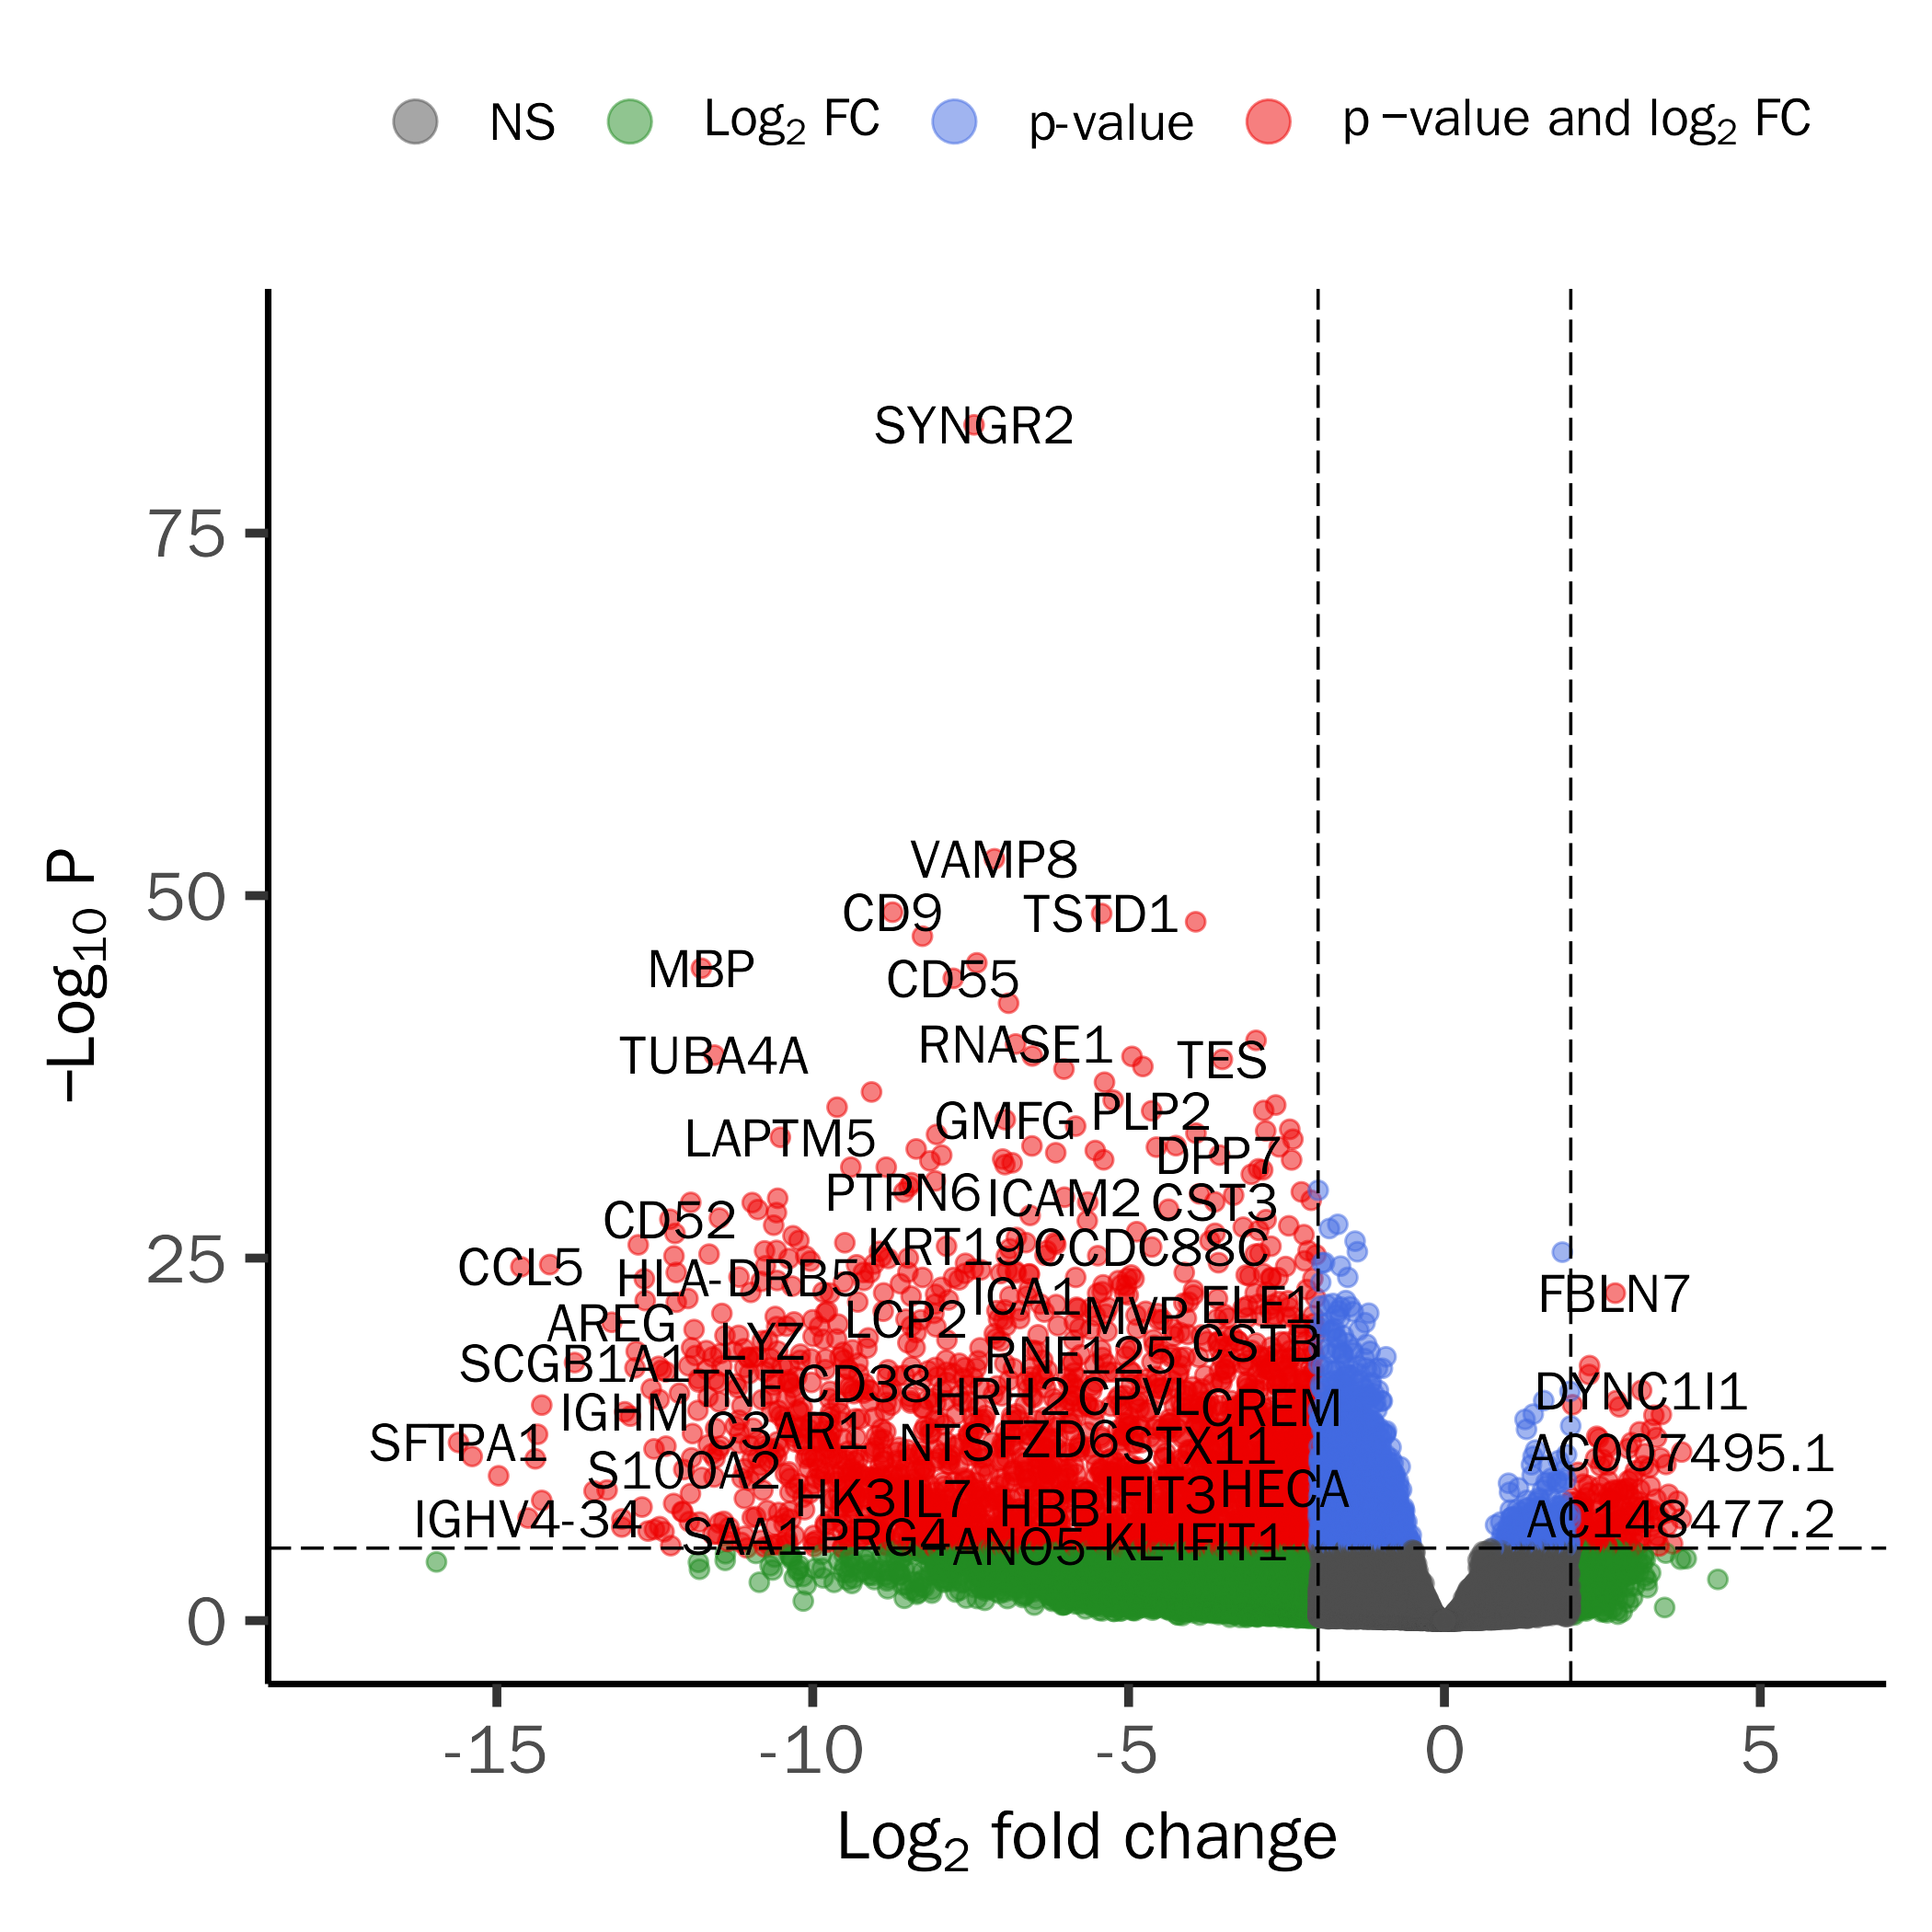 NS Log2 FC p-value p −value and log2 FC
−Log10 P
75
50
25
0
SYNGR2
VAMP8
CD9 TSTD1
MBP CD55
RNASE1
TUBA4A TES
GMFG PLP2
LAPTM5 DPP7
PTPN6 ICAM2 CST3
CD52
KRT19 CCDC88C
CCL5 HLA-DRB5
ICA1 MVP ELF1 FBLN7
AREG LCP2
LYZ RNF125 CSTB
SCGB1A1
TNF CD38 HRH2 CPVL CREM DYNC1I1
IGHM C3AR1
SFTPA1 NTS FZD6 STX11 AC007495.1
S100A2
HK3 IL7 HBB IFIT3 HECA
IGHV4-34 AC148477.2
SAA1 PRG4 ANO5 KL IFIT1
-15 -10 -5 0 5
Log2 fold change